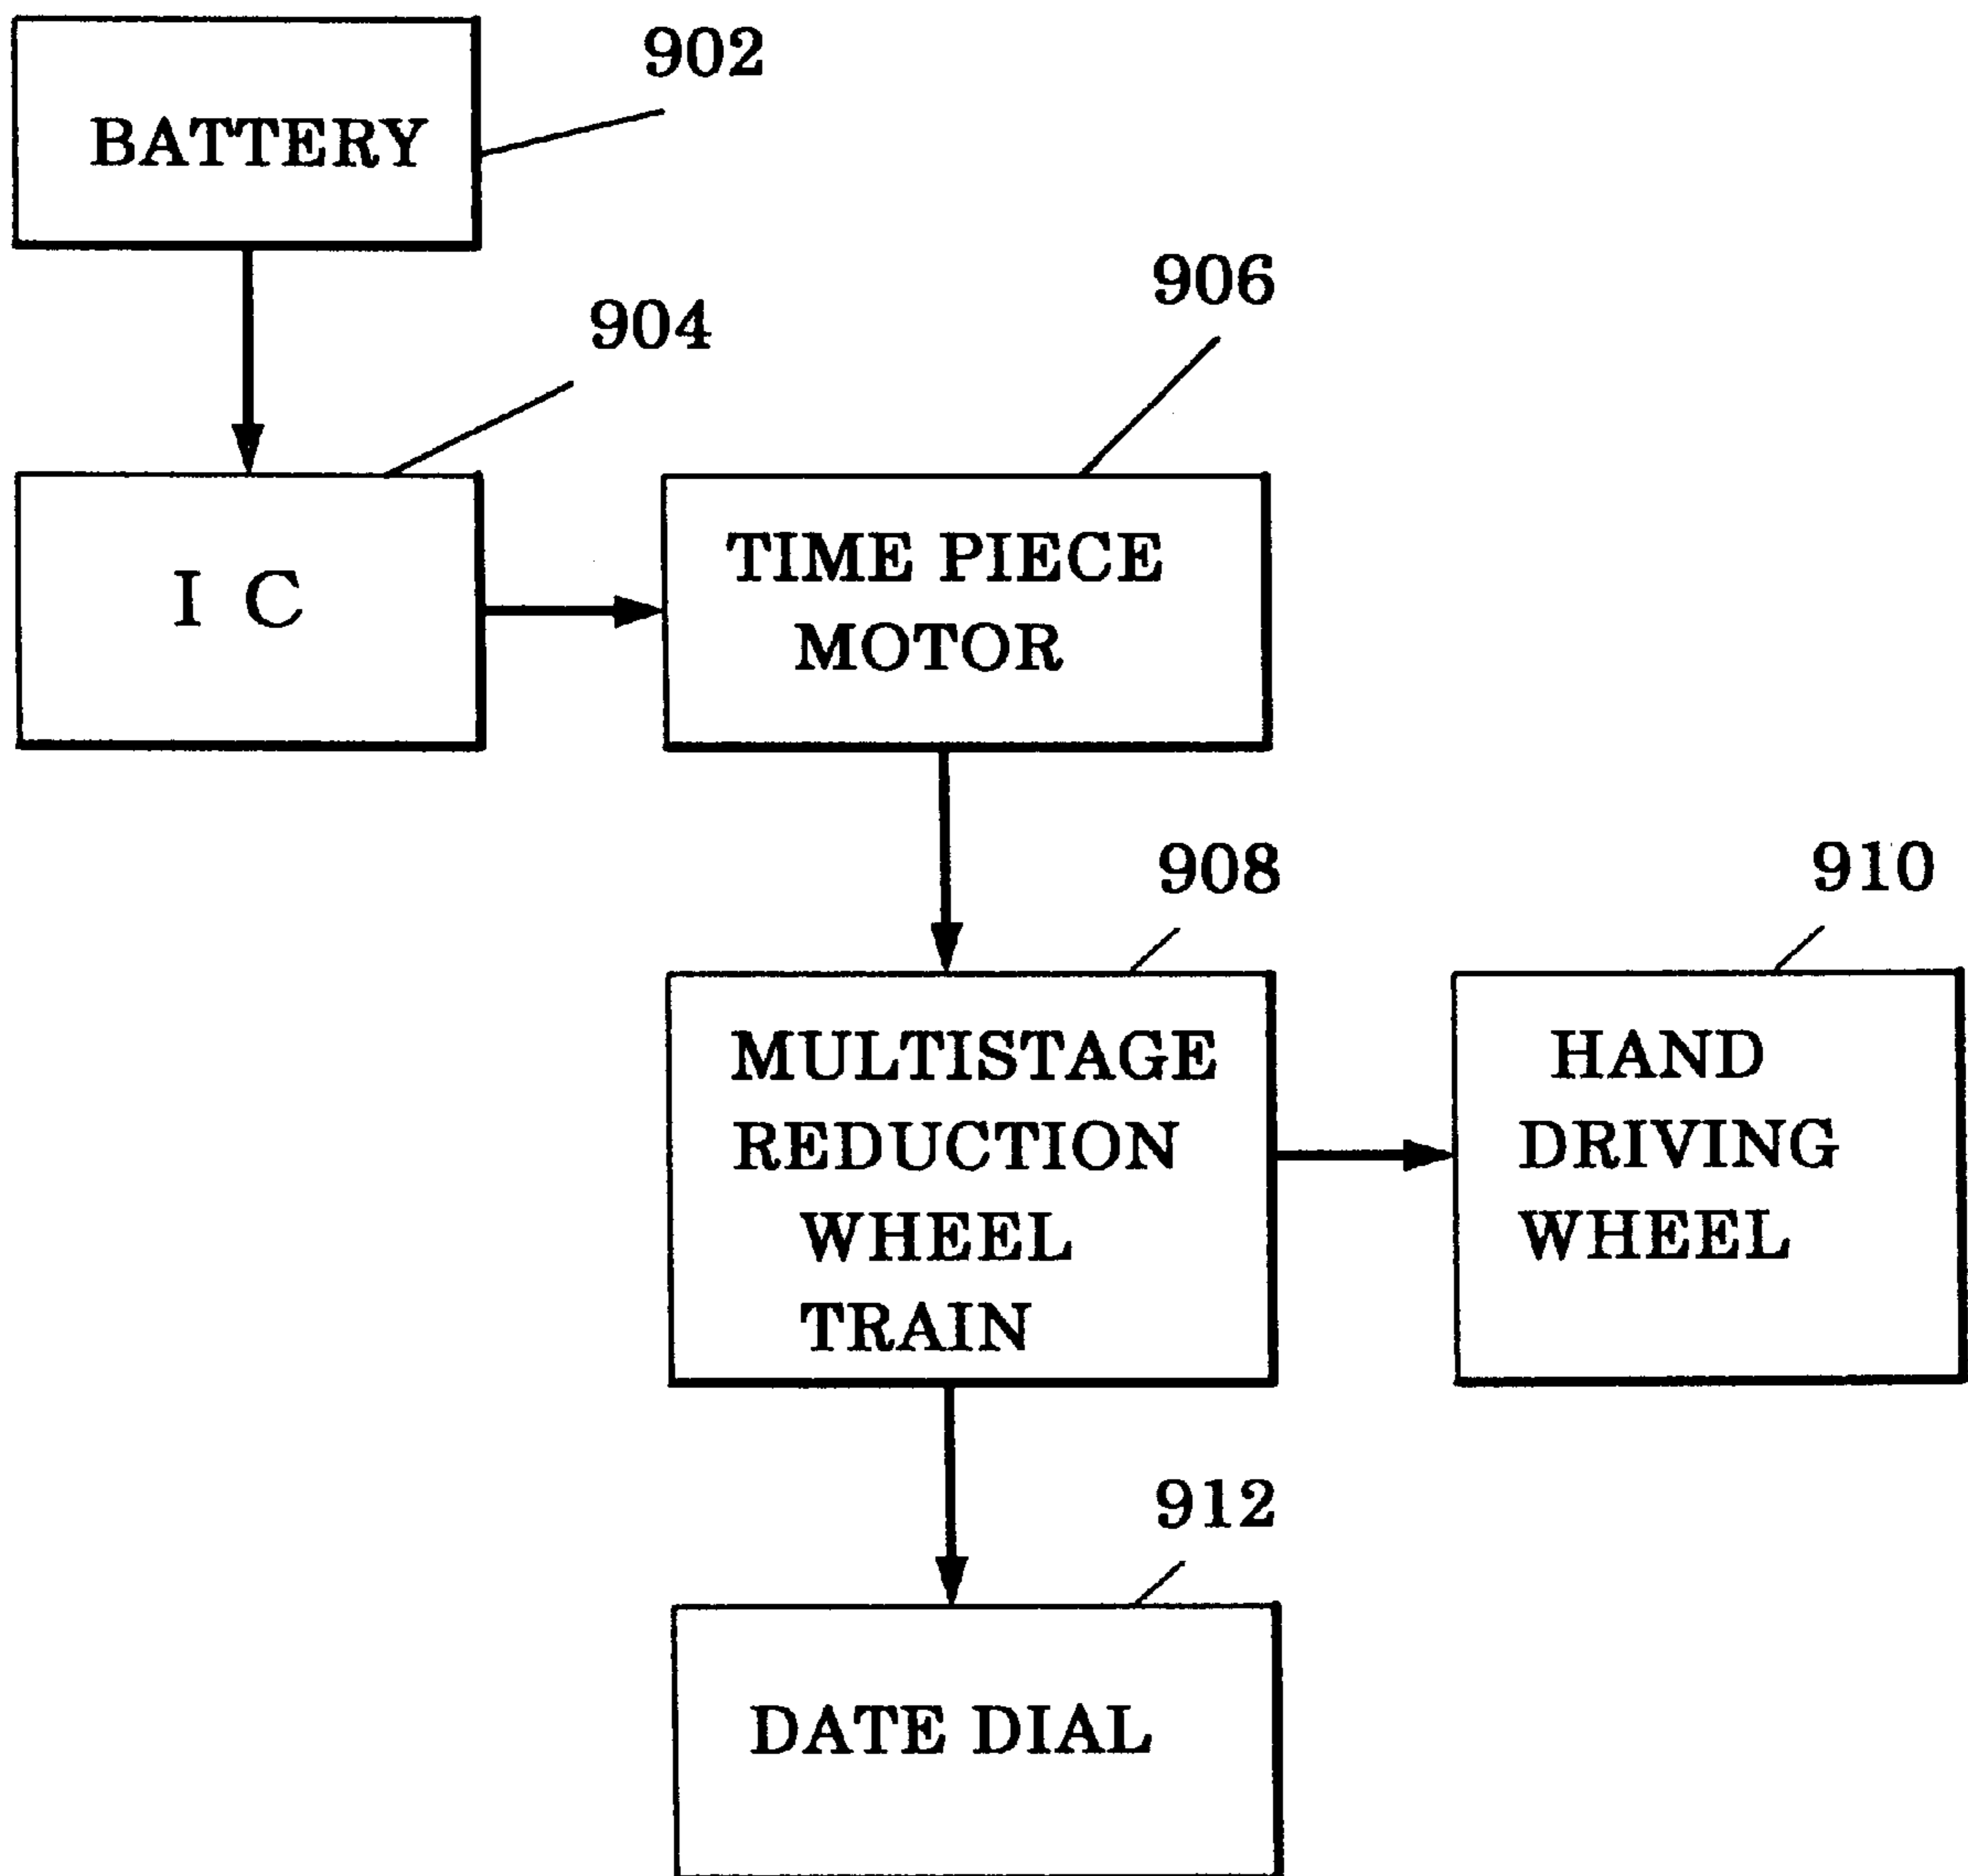 902
BATTERY
906
904
I C
TIME PIECE
MOTOR
908
910
MULTISTAGE
REDUCTION
WHEEL
TRAIN
HAND
DRIVING
WHEEL
912
DATE DIAL